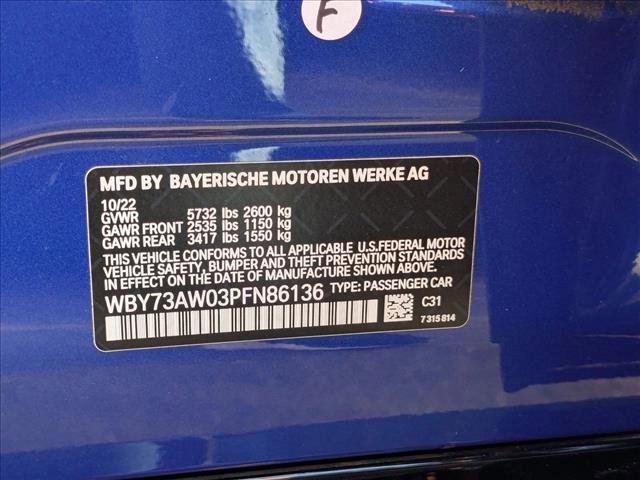 F
MFD BY BAYERISCHE MOTOREN WERKE AG
10/22
GVWR 5732 lbs 2600 kg
GAWR FRONT 2535 lbs 1150 kg
GAWR REAR 3417 lbs 1550 kg
THIS VEHICLE CONFORMS TO ALL APPLICABLE U.S.FEDERAL MOTOR
VEHICLE SAFETY, BUMPER, AND THEFT PREVENTION STANDARDS
IN EFFECT ON THE DATE OF MANUFACTURE SHOWN ABOVE.
WBY73AW03PFN86136 TYPE: PASSENGER CAR
C31
7315814